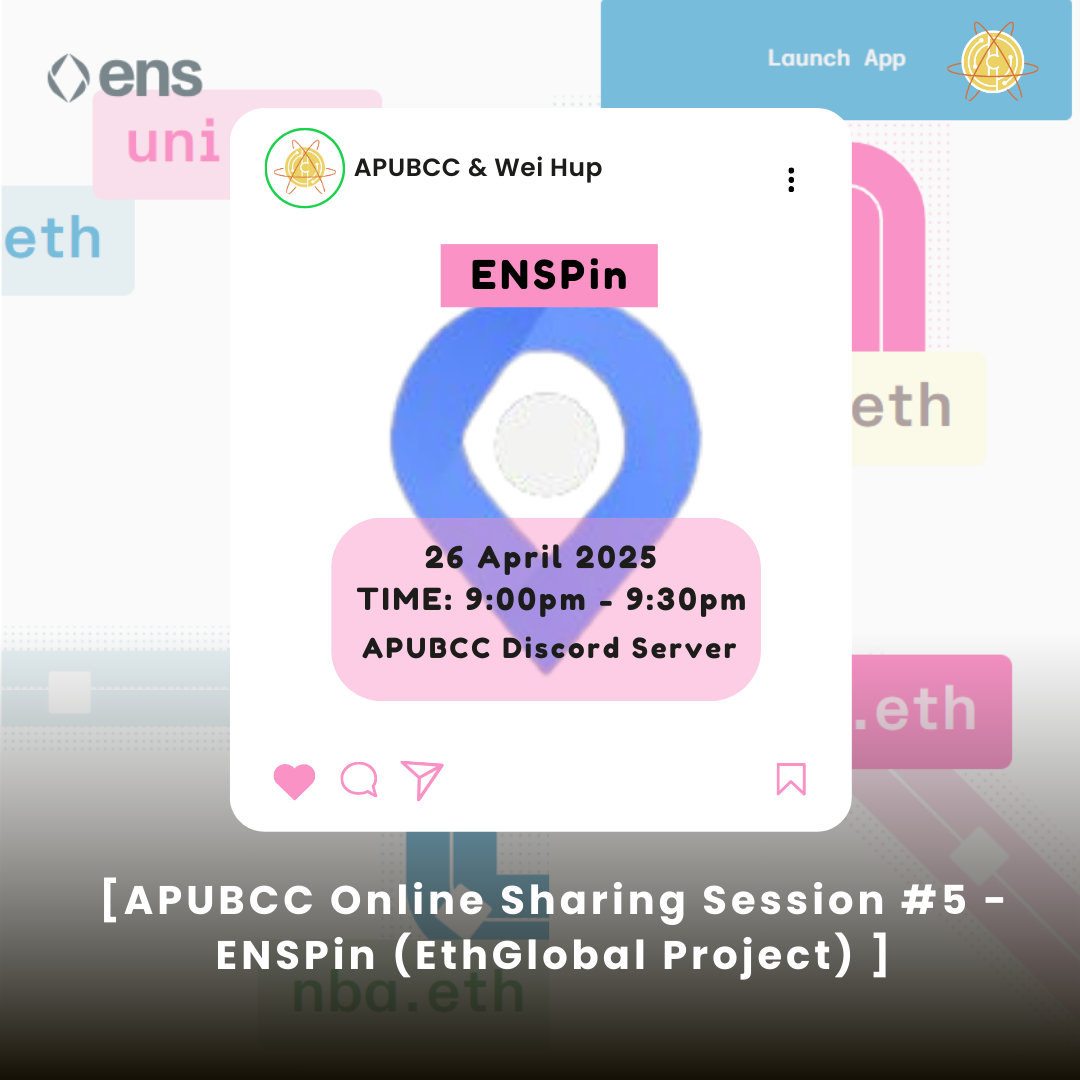 ens
Launch App
uni
eth
APUBCC & Wei Hup
ENSPin
eth
26 April 2025
TIME: 9:00pm - 9:30pm
APUBCC Discord Server
.eth
[APUBCC Online Sharing Session #5 -
ENSPin (EthGlobal Project) ]
nba.eth